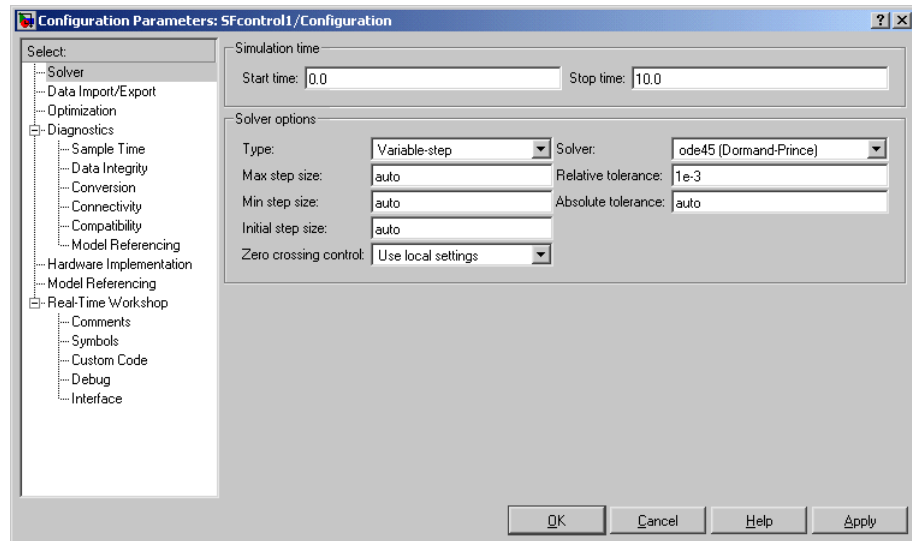 Configuration Parameters: SFcontrol1/Configuration
Select:
Solver
Data Import/Export
Optimization
Diagnostics
Sample Time
Data Integrity
Conversion
Connectivity
Compatibility
Model Referencing
Hardware Implementation
Model Referencing
Real-Time Workshop
Comments
Symbols
Custom Code
Debug
Interface
Simulation time
Start time: 0.0 Stop time: 10.0
Solver options
Type: Variable-step Solver: ode45 (Dormand-Prince)
Max step size: auto Relative tolerance: 1e-3
Min step size: auto Absolute tolerance: auto
Initial step size: auto
Zero crossing control: Use local settings
OK Cancel Help Apply